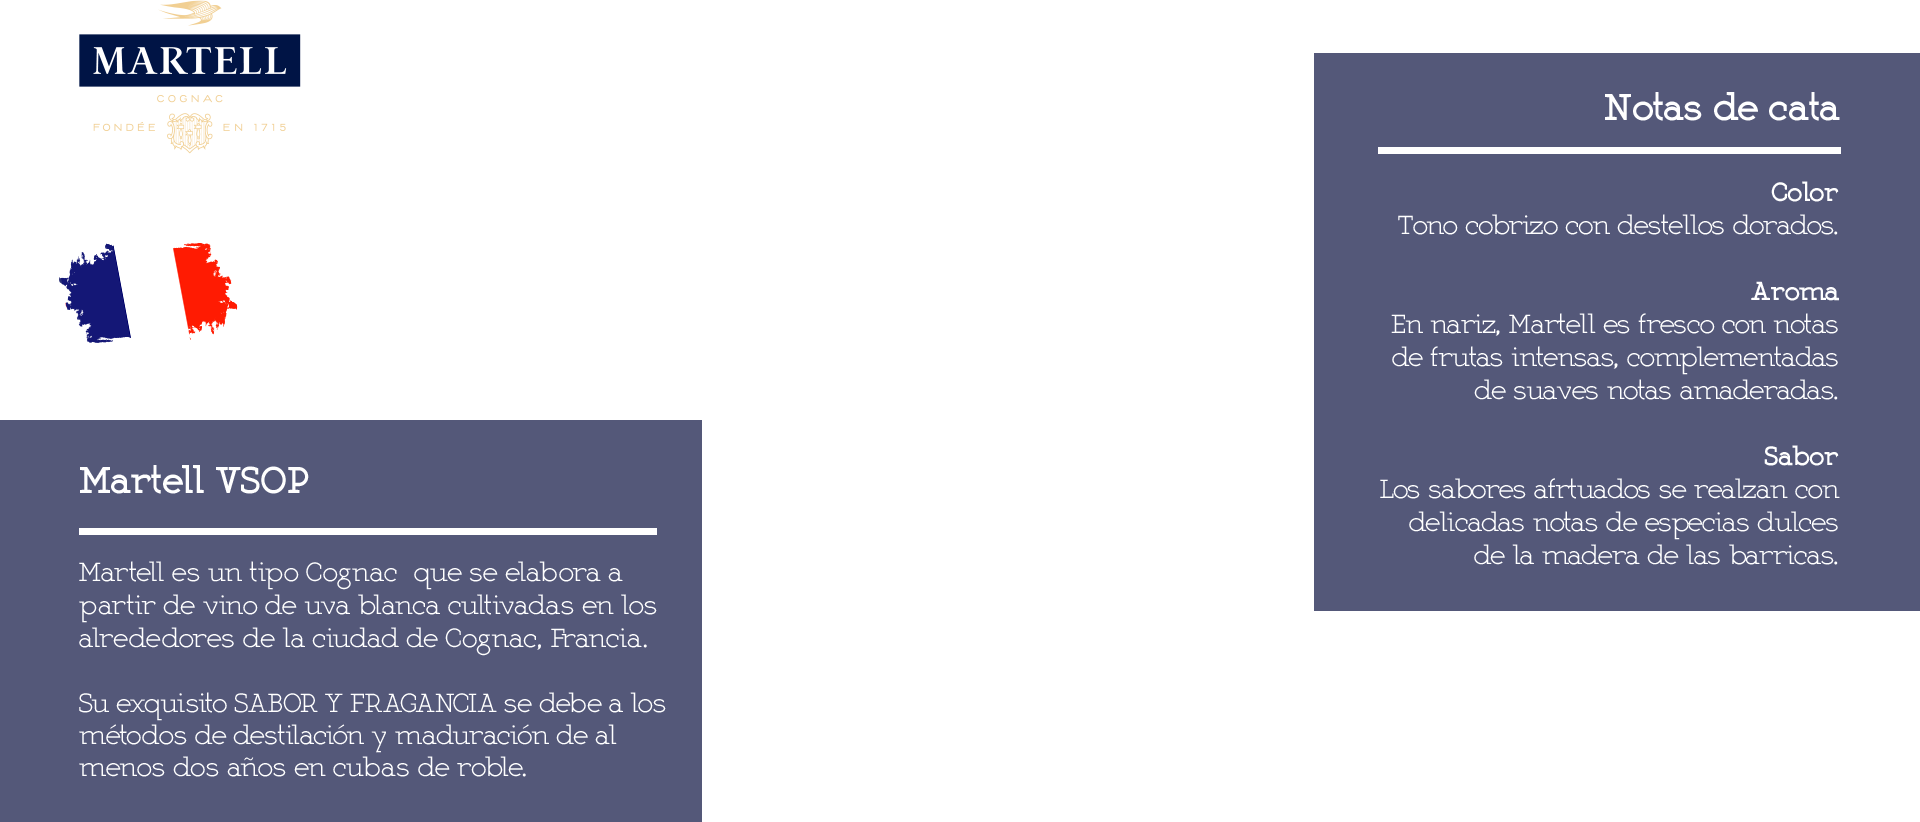 MARTELL
COGNAC
FONDÉE EN 1715
Martell VSOP
Martell es un tipo Cognac  que se elabora a
partir de vino de uva blanca cultivadas en los
alrededores de la ciudad de Cognac, Francia.
Su exquisito SABOR Y FRAGANCIA se debe a los
métodos de destilación y maduración de al
menos dos años en cubas de roble.
Notas de cata
Color
Tono cobrizo con destellos dorados.
Aroma
En nariz, Martell es fresco con notas
de frutas intensas, complementadas
de suaves notas amaderadas.
Sabor
Los sabores afrtuados se realzan con
delicadas notas de especias dulces
de la madera de las barricas.